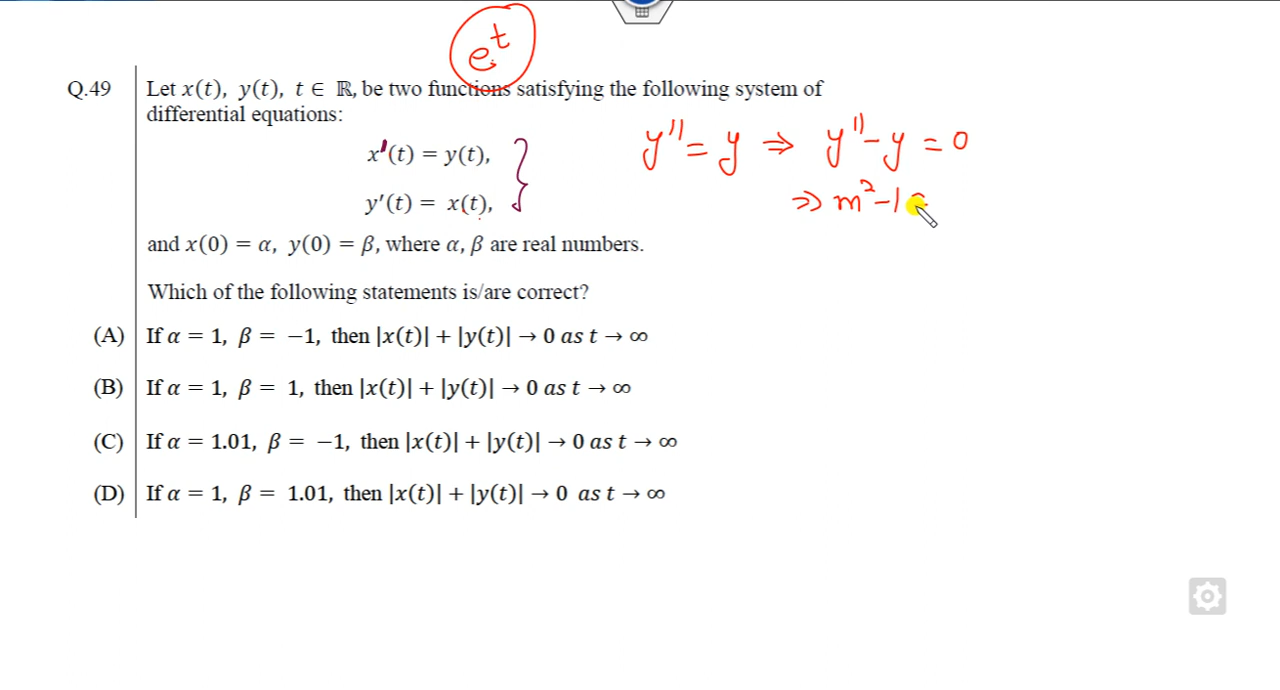 e^t
Q.49 Let x(t), y(t), t ∈ ℝ, be two functions satisfying the following system of
differential equations:
x'(t) = y(t),
y'(t) = x(t),
y'' = y ⇒ y'' - y = 0
⇒ m² - 1
and x(0) = α, y(0) = β, where α, β are real numbers.
Which of the following statements is/are correct?
(A) If α = 1, β = −1, then |x(t)| + |y(t)| → 0 as t → ∞
(B) If α = 1, β = 1, then |x(t)| + |y(t)| → 0 as t → ∞
(C) If α = 1.01, β = −1, then |x(t)| + |y(t)| → 0 as t → ∞
(D) If α = 1, β = 1.01, then |x(t)| + |y(t)| → 0 as t → ∞